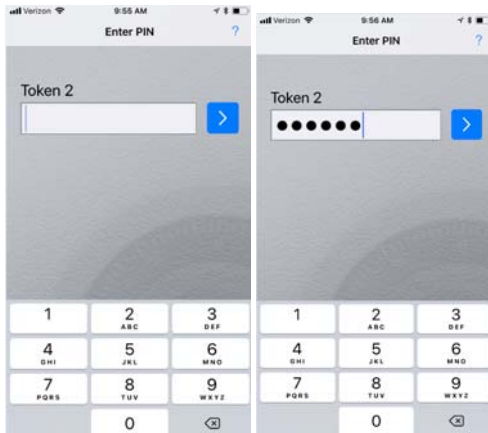 Verizon 9:55 AM
Enter PIN ?
Token 2
1 2 3
ABC DEF
4 5 6
GHI JKL MNO
7 8 9
PQRS TUV WXYZ
0
Verizon 9:56 AM
Enter PIN ?
Token 2
1 2 3
ABC DEF
4 5 6
GHI JKL MNO
7 8 9
PQRS TUV WXYZ
0